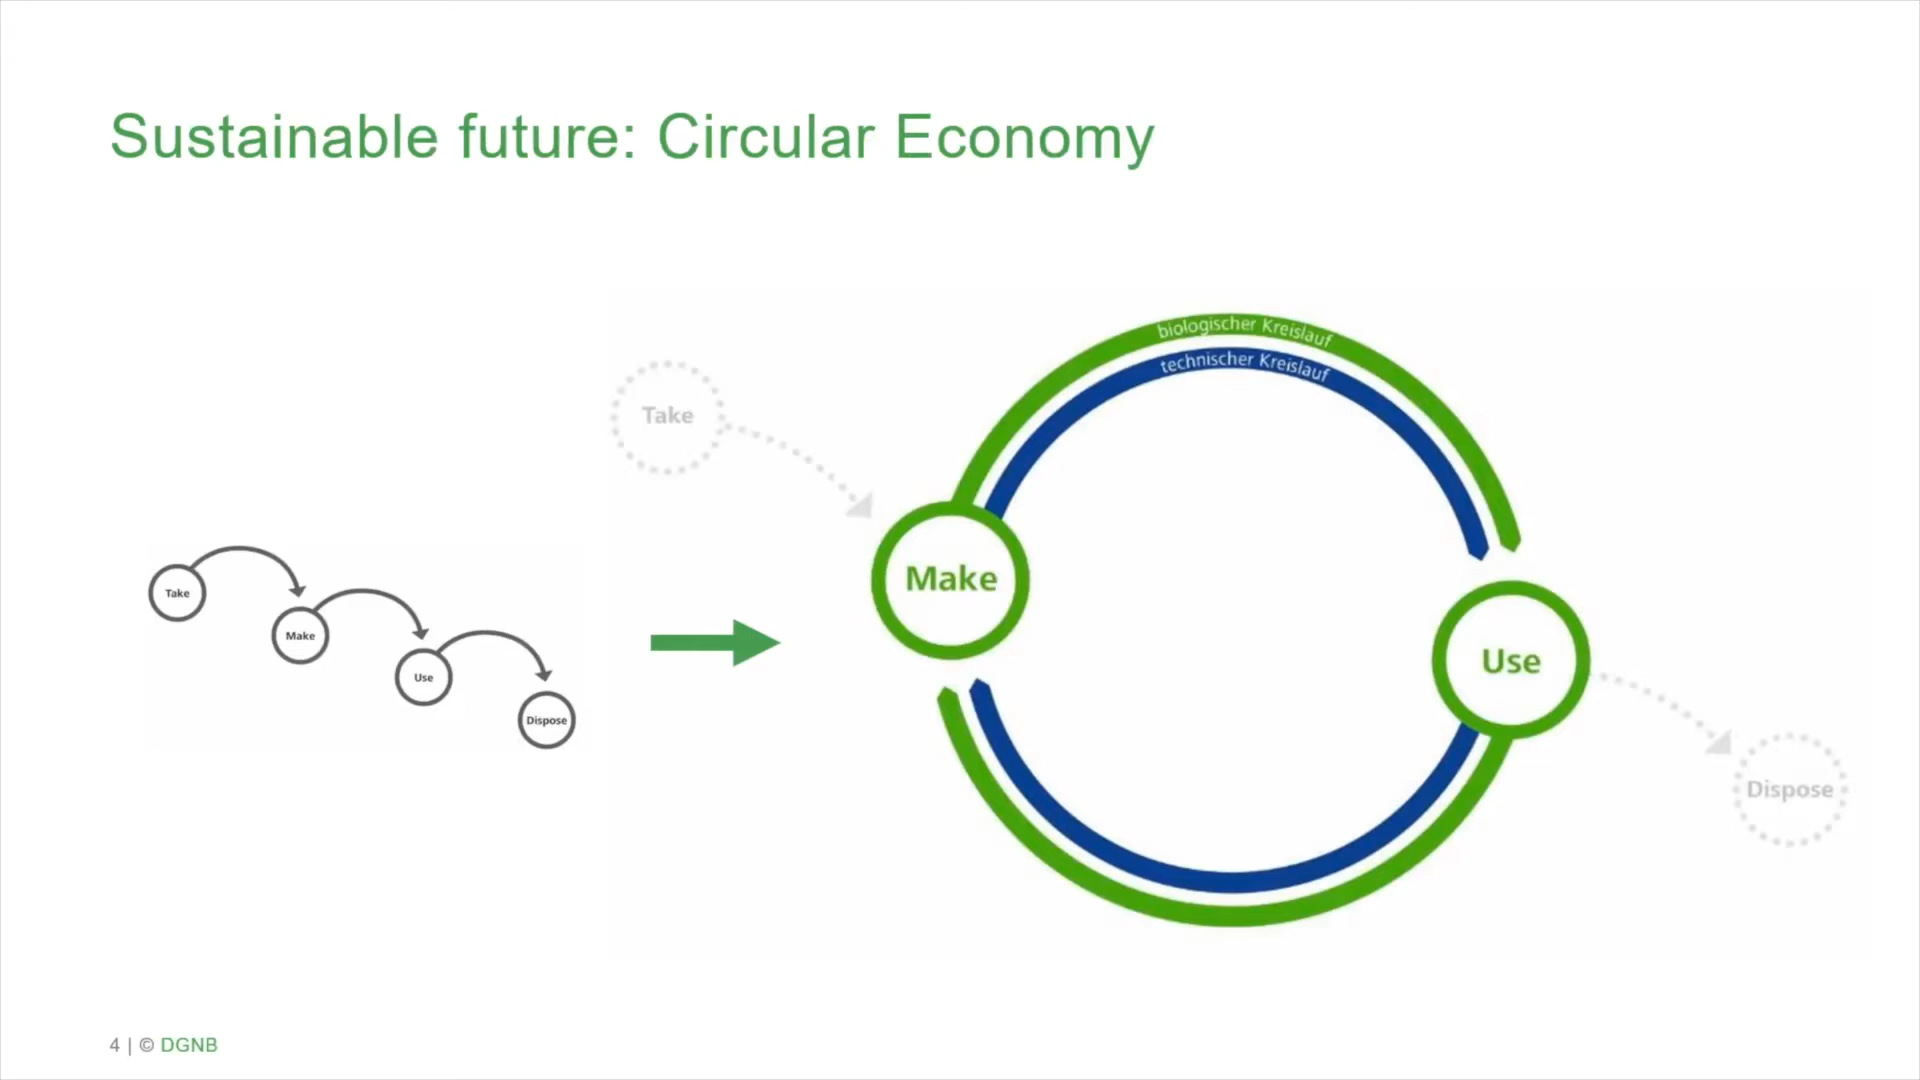 Sustainable future: Circular Economy
Take
Make
Use
Dispose
Take
biologischer Kreislauf
technischer Kreislauf
Make
Use
Dispose
4 | © DGNB